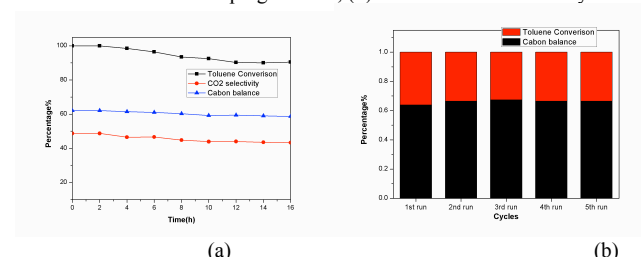 Toluene Converison
CO2 selectivity
Cabon balance
Percentage%
100
80
60
40
20
0 2 4 6 8 10 12 14 16
Time(h)
(a)
Toluene Converison
Cabon balance
Percentage%
1.0
0.8
0.6
0.4
0.2
0.0
1st run 2nd run 3rd run 4th run 5th run
Cycles
(b)